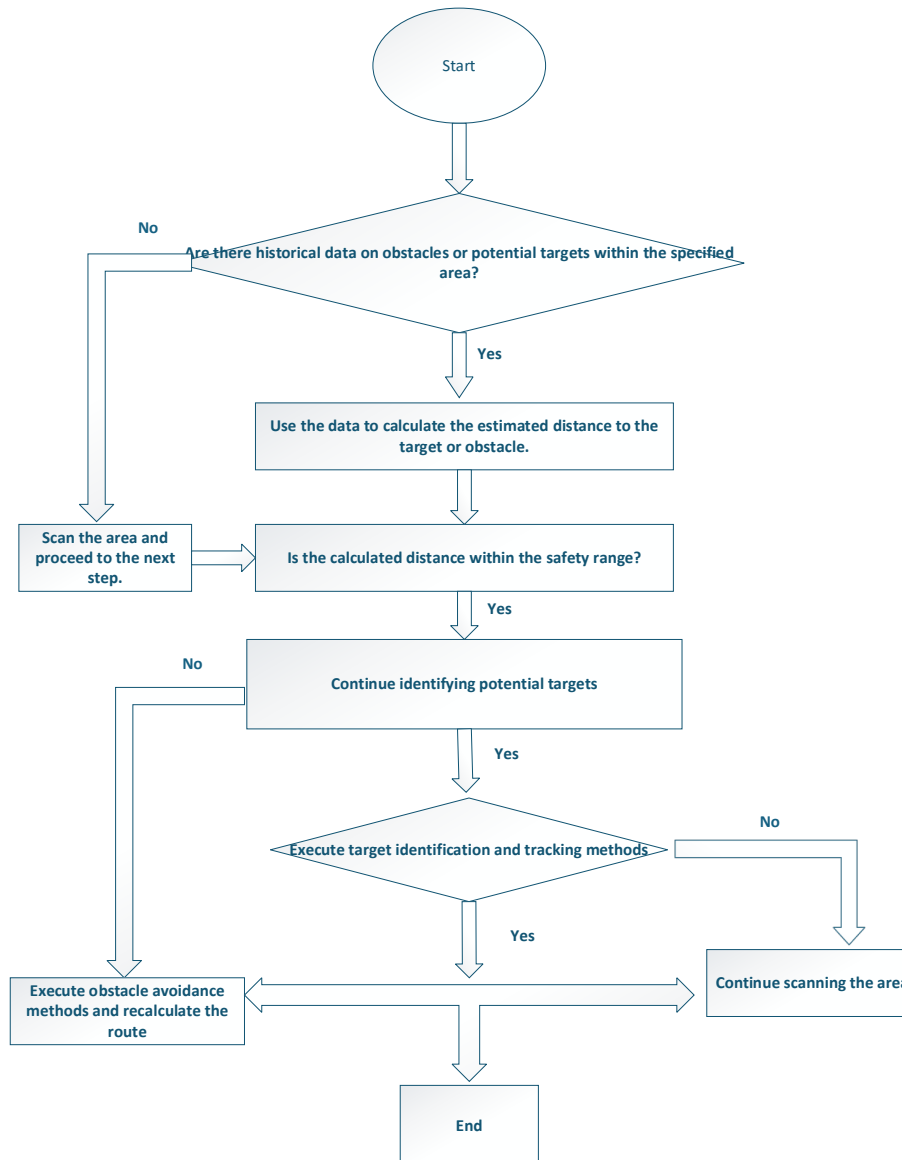 Start
No
Are there historical data on obstacles or potential targets within the specified
area?
Yes
Use the data to calculate the estimated distance to the
target or obstacle.
Scan the area and
proceed to the next
step.
Is the calculated distance within the safety range?
Yes
No
Continue identifying potential targets
Yes
No
Execute target identification and tracking methods
Yes
Execute obstacle avoidance
methods and recalculate the
route
Continue scanning the area
End